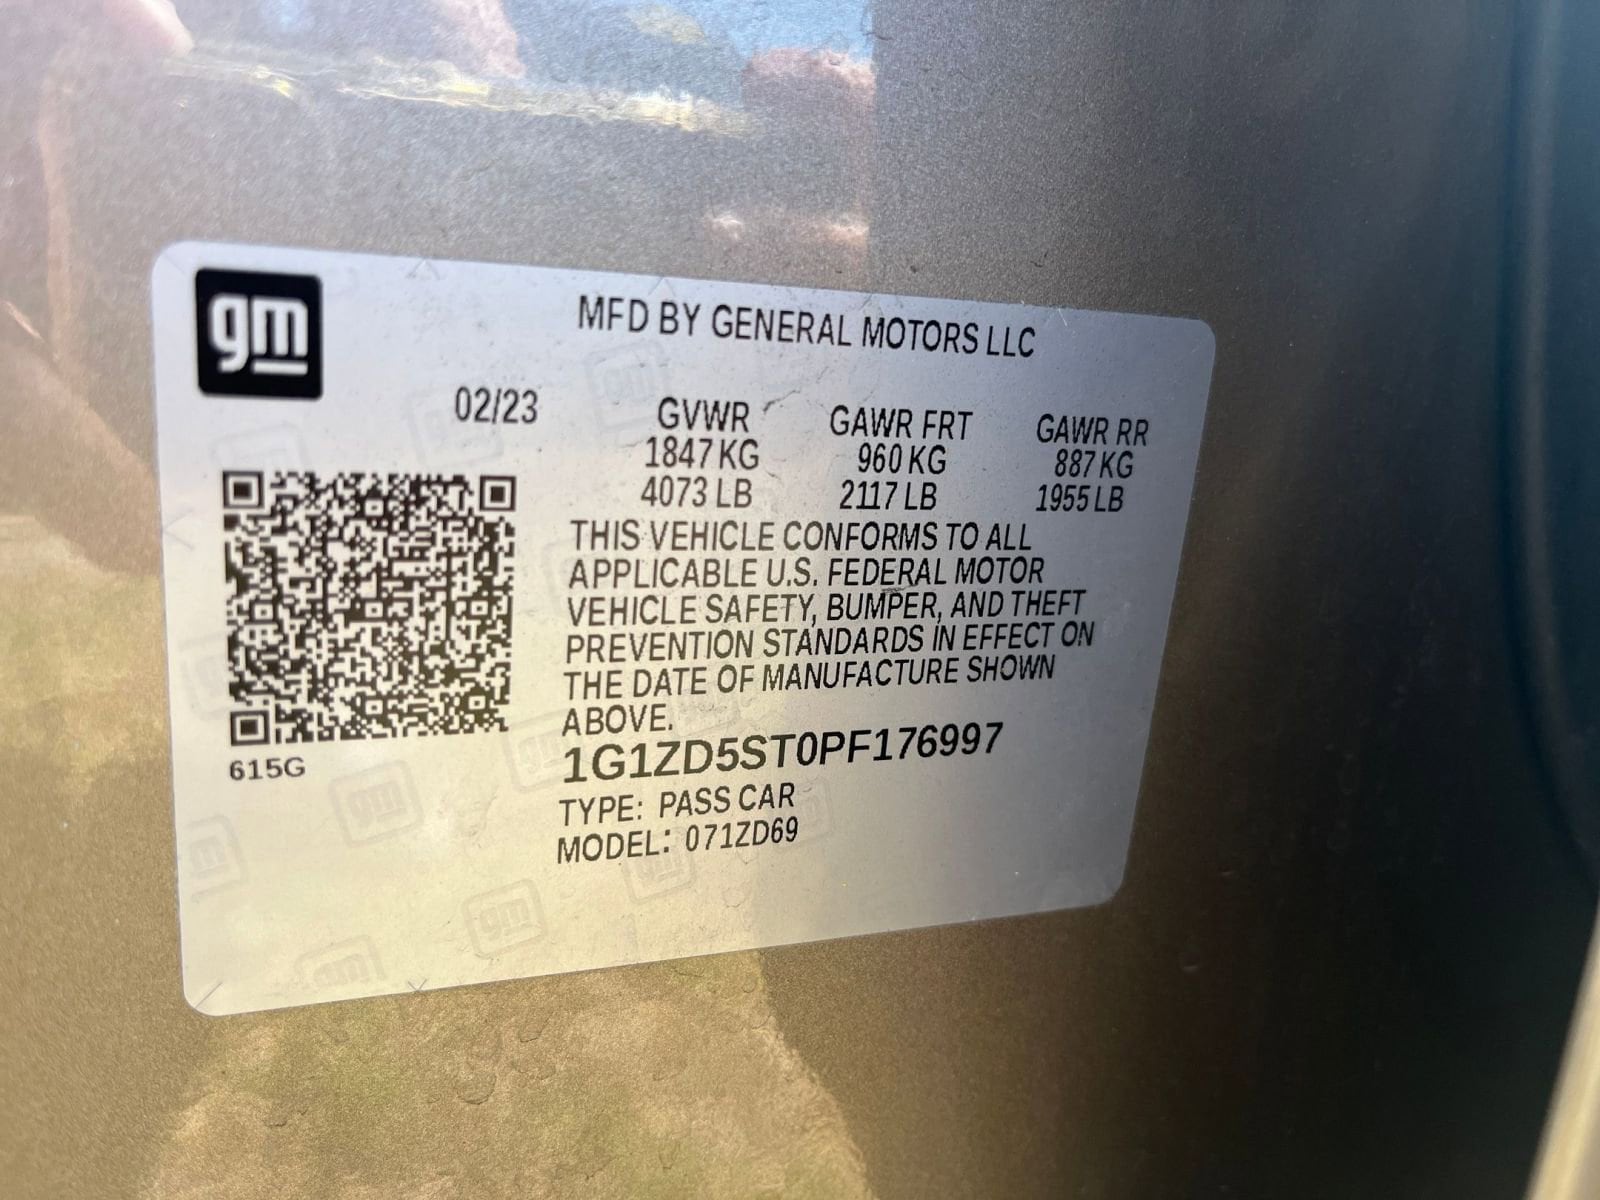 gm
MFD BY GENERAL MOTORS LLC
02/23
GVWR GAWR FRT GAWR RR
1847 KG 960 KG 887 KG
4073 LB 2117 LB 1955 LB
THIS VEHICLE CONFORMS TO ALL
APPLICABLE U.S. FEDERAL MOTOR
VEHICLE SAFETY, BUMPER, AND THEFT
PREVENTION STANDARDS IN EFFECT ON
THE DATE OF MANUFACTURE SHOWN
ABOVE.
615G
1G1ZD5ST0PF176997
TYPE: PASS CAR
MODEL: 071ZD69